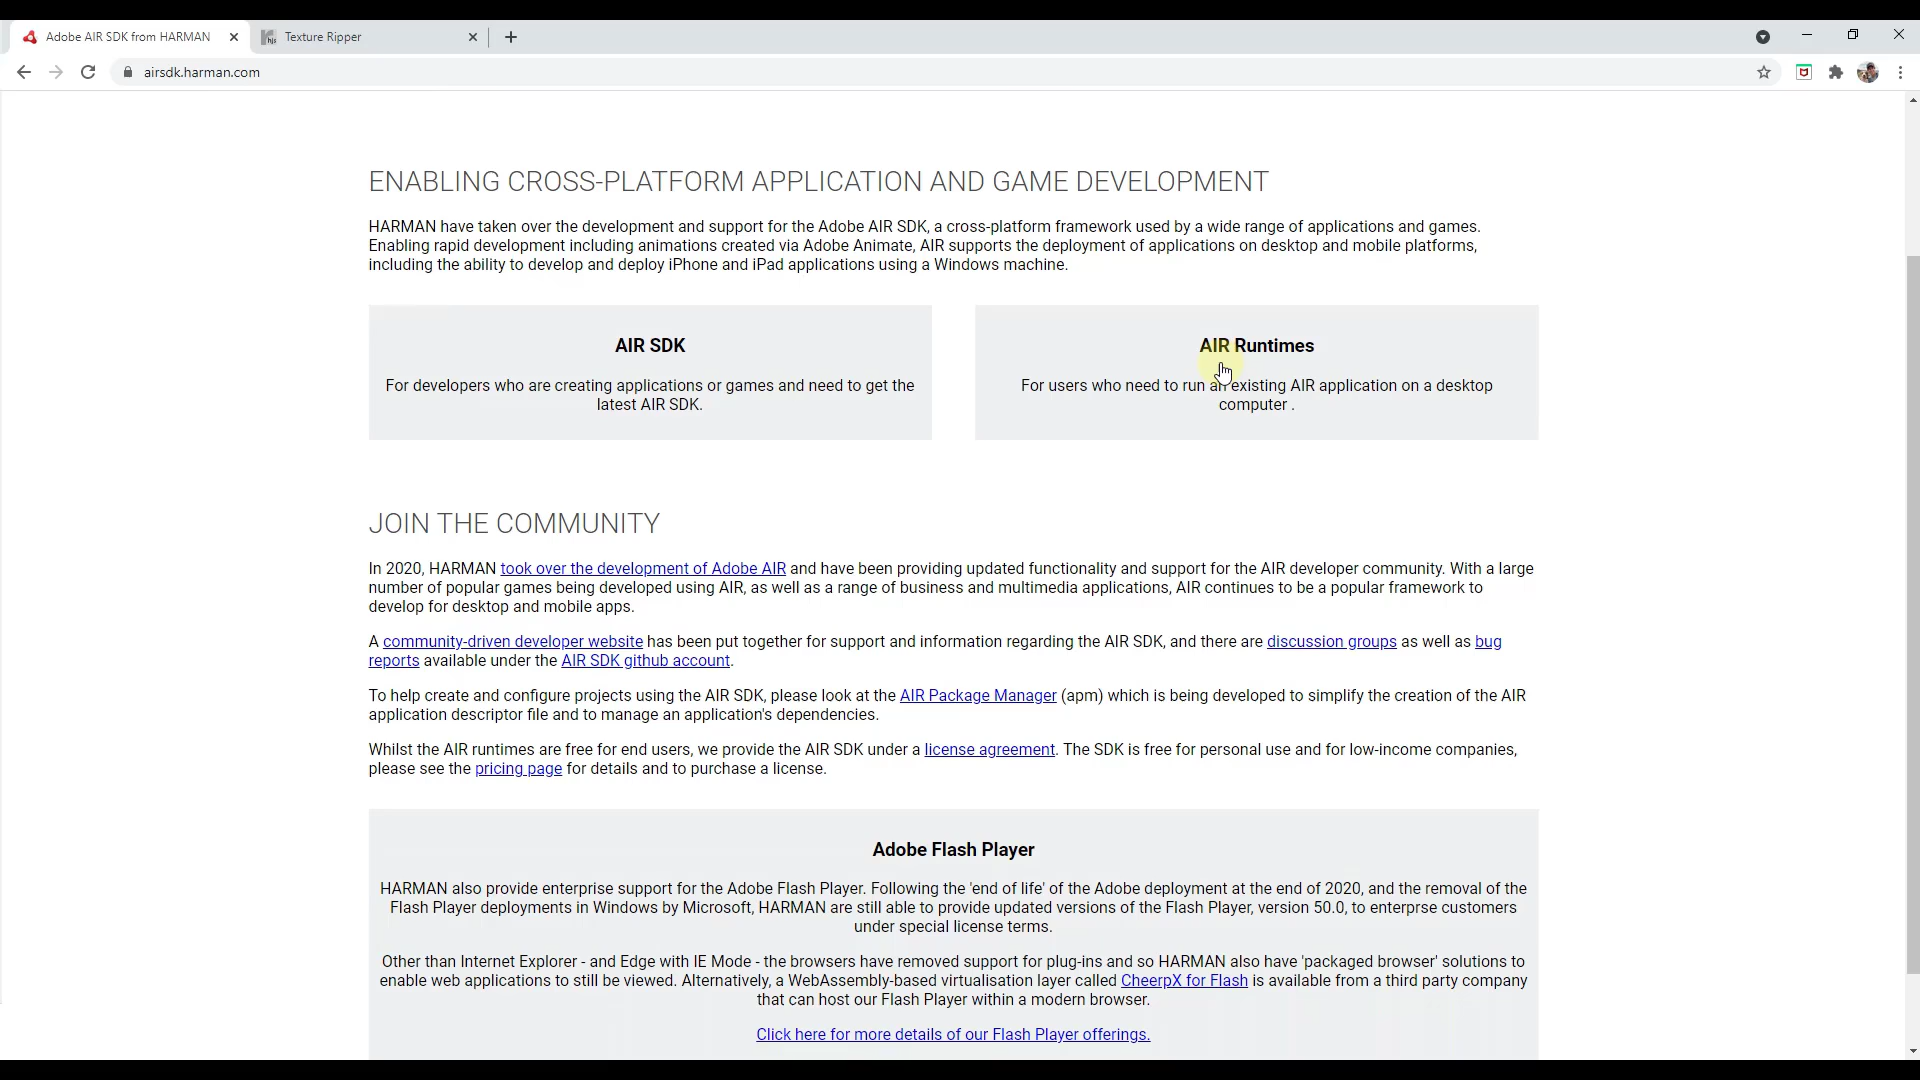 Adobe AIR SDK from HARMAN
Texture Ripper
airsdk.harman.com
ENABLING CROSS-PLATFORM APPLICATION AND GAME DEVELOPMENT
HARMAN have taken over the development and support for the Adobe AIR SDK, a cross-platform framework used by a wide range of applications and games.
Enabling rapid development including animations created via Adobe Animate, AIR supports the deployment of applications on desktop and mobile platforms,
including the ability to develop and deploy iPhone and iPad applications using a Windows machine.
AIR SDK
For developers who are creating applications or games and need to get the
latest AIR SDK.
AIR Runtimes
For users who need to run an existing AIR application on a desktop
computer .
JOIN THE COMMUNITY
In 2020, HARMAN took over the development of Adobe AIR and have been providing updated functionality and support for the AIR developer community. With a large
number of popular games being developed using AIR, as well as a range of business and multimedia applications, AIR continues to be a popular framework to
develop for desktop and mobile apps.
A community-driven developer website has been put together for support and information regarding the AIR SDK, and there are discussion groups as well as bug
reports available under the AIR SDK github account.
To help create and configure projects using the AIR SDK, please look at the AIR Package Manager (apm) which is being developed to simplify the creation of the AIR
application descriptor file and to manage an application's dependencies.
Whilst the AIR runtimes are free for end users, we provide the AIR SDK under a license agreement. The SDK is free for personal use and for low-income companies,
please see the pricing page for details and to purchase a license.
Adobe Flash Player
HARMAN also provide enterprise support for the Adobe Flash Player. Following the 'end of life' of the Adobe deployment at the end of 2020, and the removal of the
Flash Player deployments in Windows by Microsoft, HARMAN are still able to provide updated versions of the Flash Player, version 50.0, to enterprse customers
under special license terms.
Other than Internet Explorer - and Edge with IE Mode - the browsers have removed support for plug-ins and so HARMAN also have 'packaged browser' solutions to
enable web applications to still be viewed. Alternatively, a WebAssembly-based virtualisation layer called CheerpX for Flash is available from a third party company
that can host our Flash Player within a modern browser.
Click here for more details of our Flash Player offerings.